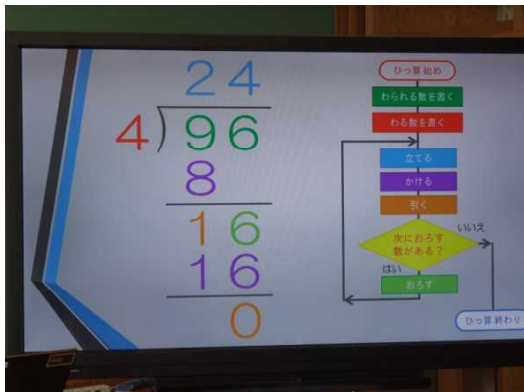 24
4)96
8
16
16
0
ひっ算 始め
わられる数を書く
わる数を書く
立てる
かける
引く
次におろす
数がある？
いいえ
はい
おろす
ひっ算 終わり